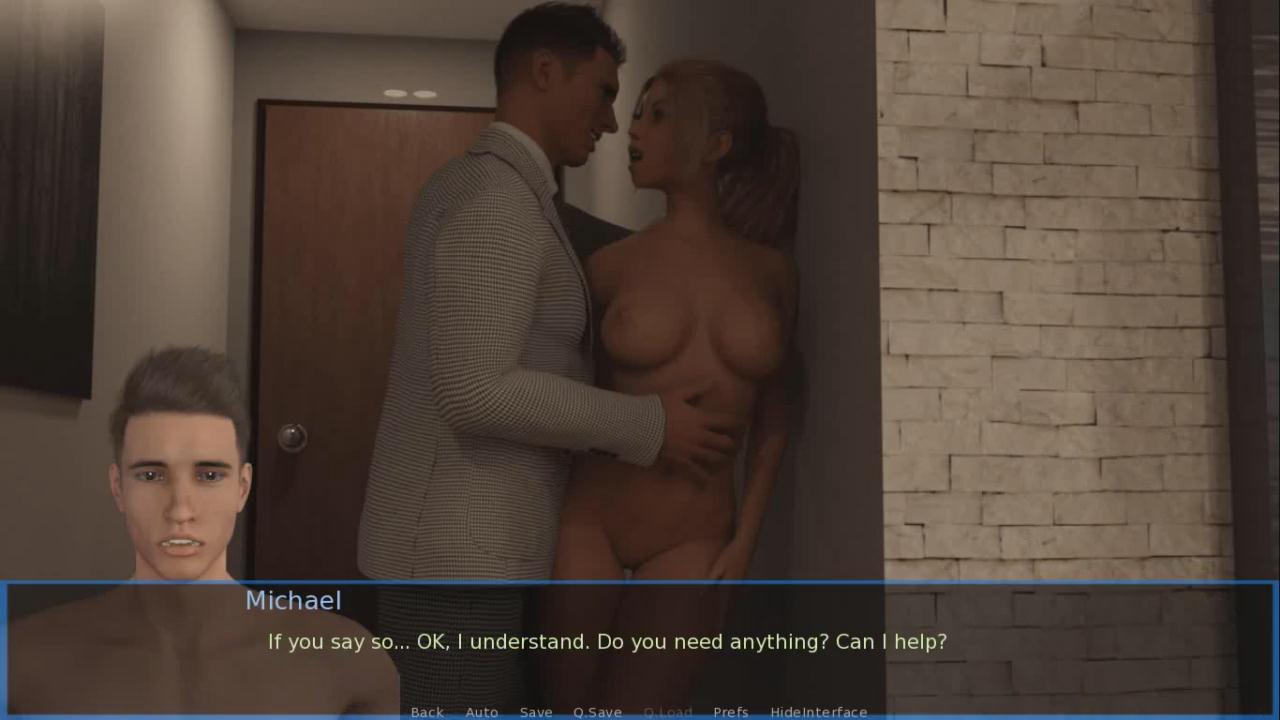 Michael
If you say so... OK, I understand. Do you need anything? Can I help?
Back Auto Save Q.Save Q.Load Prefs HideInterface